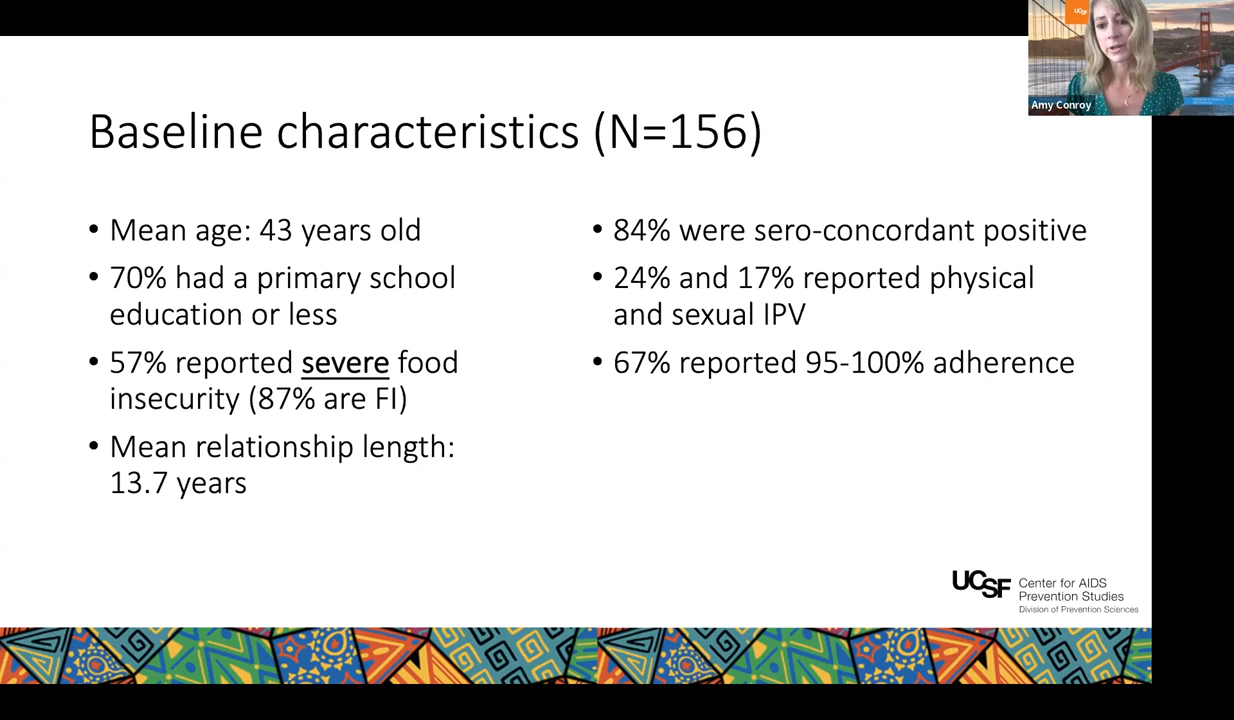 UCSF
Amy Conroy
Baseline characteristics (N=156)
• Mean age: 43 years old
• 70% had a primary school
education or less
• 57% reported severe food
insecurity (87% are FI)
• Mean relationship length:
13.7 years
• 84% were sero-concordant positive
• 24% and 17% reported physical
and sexual IPV
• 67% reported 95-100% adherence
UCSF
Center for AIDS
Prevention Studies
Division of Prevention Sciences